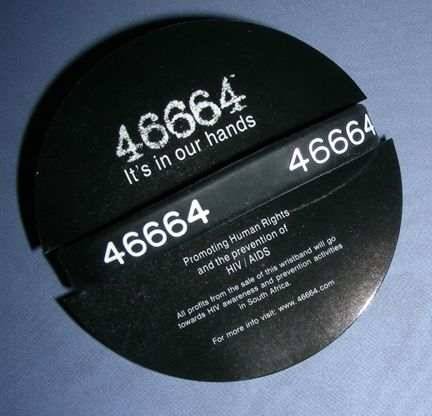 46664
It's in our hands
46664
46664
Promoting Human Rights
and the prevention of
HIV / AIDS
All profits from the sale of this wristband will go
towards HIV awareness and prevention activities
in South Africa.
For more info visit: www.46664.com